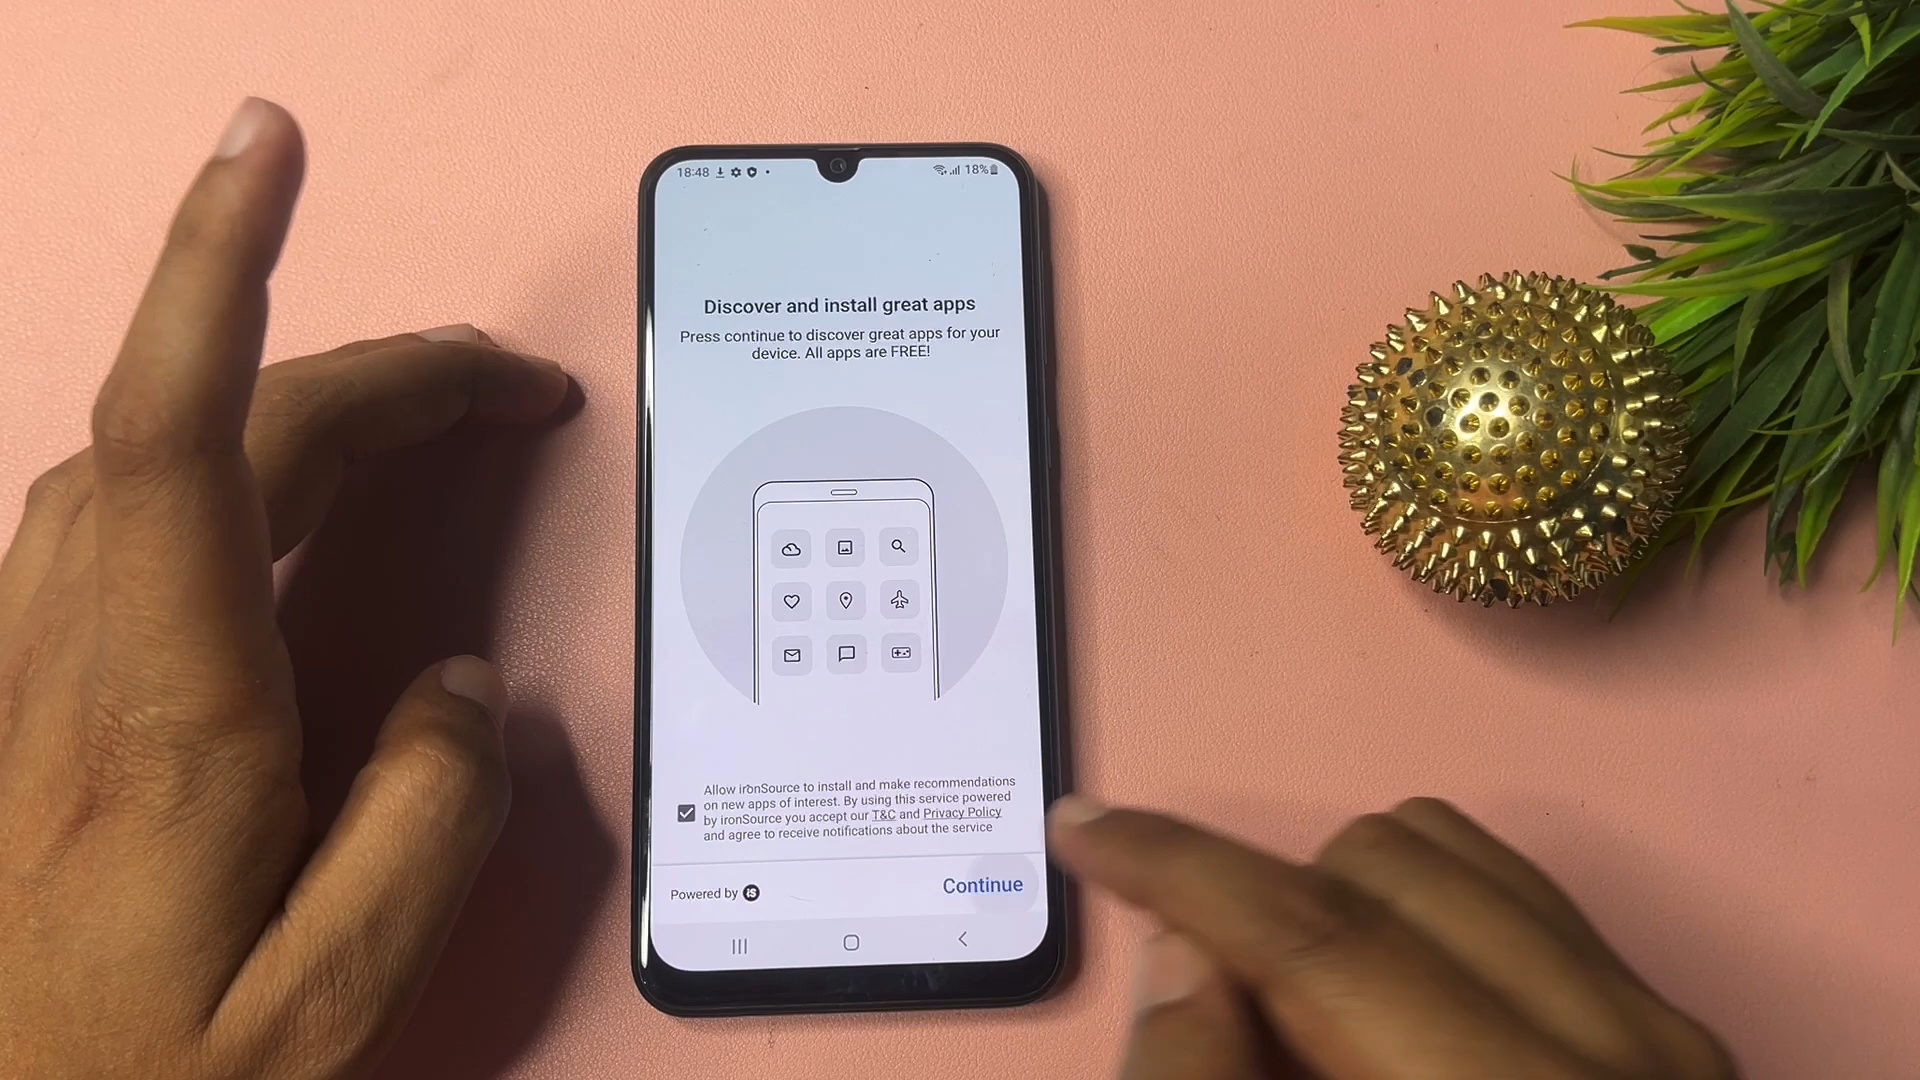 18:48
18%
Discover and install great apps
Press continue to discover great apps for your
device. All apps are FREE!
Allow ironSource to install and make recommendations
on new apps of interest. By using this service powered
by ironSource you accept our T&C and Privacy Policy
and agree to receive notifications about the service
Powered by iS
Continue